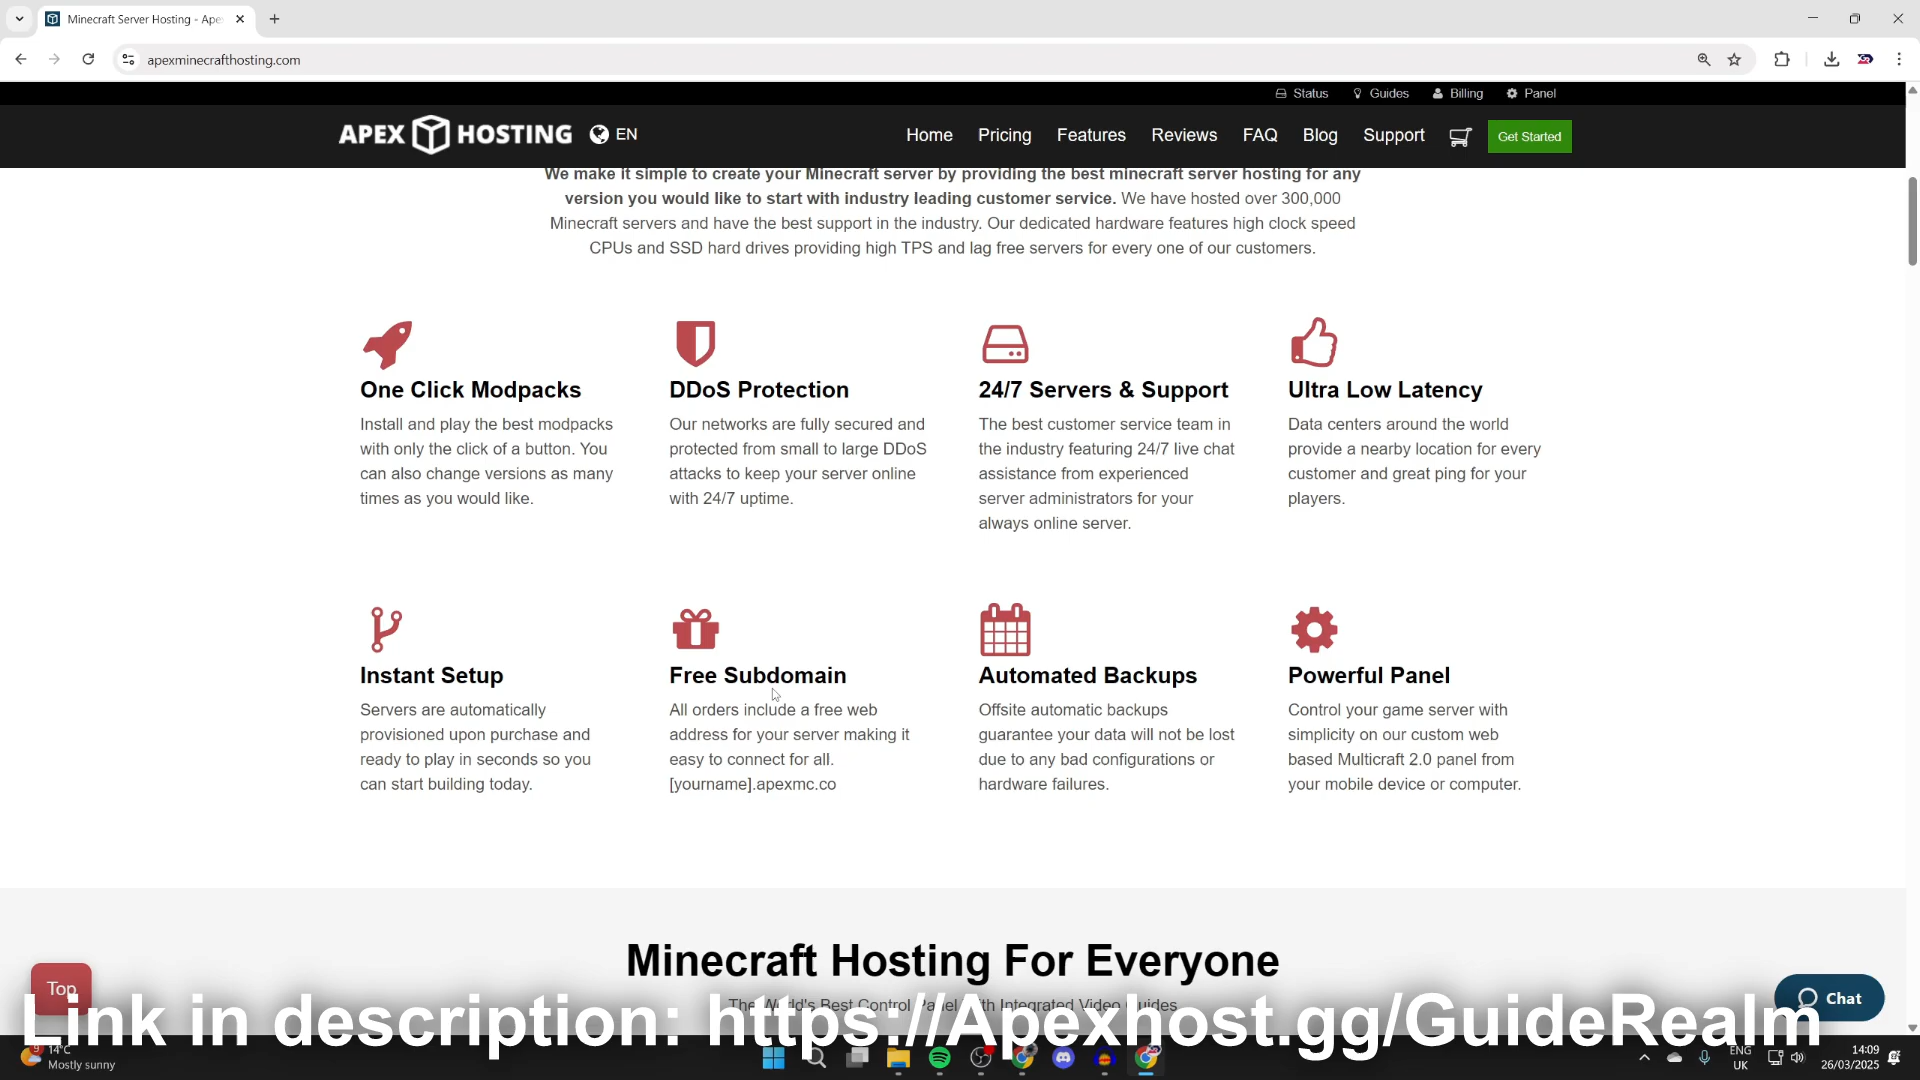 Minecraft Server Hosting - Ape
apexminecrafthosting.com
Status Guides Billing Panel
APEX HOSTING EN Home Pricing Features Reviews FAQ Blog Support Get Started
We make it simple to create your Minecraft server by providing the best minecraft server hosting for any
version you would like to start with industry leading customer service. We have hosted over 300,000
Minecraft servers and have the best support in the industry. Our dedicated hardware features high clock speed
CPUs and SSD hard drives providing high TPS and lag free servers for every one of our customers.
One Click Modpacks
Install and play the best modpacks
with only the click of a button. You
can also change versions as many
times as you would like.
DDoS Protection
Our networks are fully secured and
protected from small to large DDoS
attacks to keep your server online
with 24/7 uptime.
24/7 Servers & Support
The best customer service team in
the industry featuring 24/7 live chat
assistance from experienced
server administrators for your
always online server.
Ultra Low Latency
Data centers around the world
provide a nearby location for every
customer and great ping for your
players.
Instant Setup
Servers are automatically
provisioned upon purchase and
ready to play in seconds so you
can start building today.
Free Subdomain
All orders include a free web
address for your server making it
easy to connect for all.
[yourname].apexmc.co
Automated Backups
Offsite automatic backups
guarantee your data will not be lost
due to any bad configurations or
hardware failures.
Powerful Panel
Control your game server with
simplicity on our custom web
based Multicraft 2.0 panel from
your mobile device or computer.
Minecraft Hosting For Everyone
The World's Best Control Panel With Integrated Video Guides
Top
Chat
Link in description: https://Apexhost.gg/GuideRealm
9
14°C
Mostly sunny
ENG
UK
14:09
26/03/2025